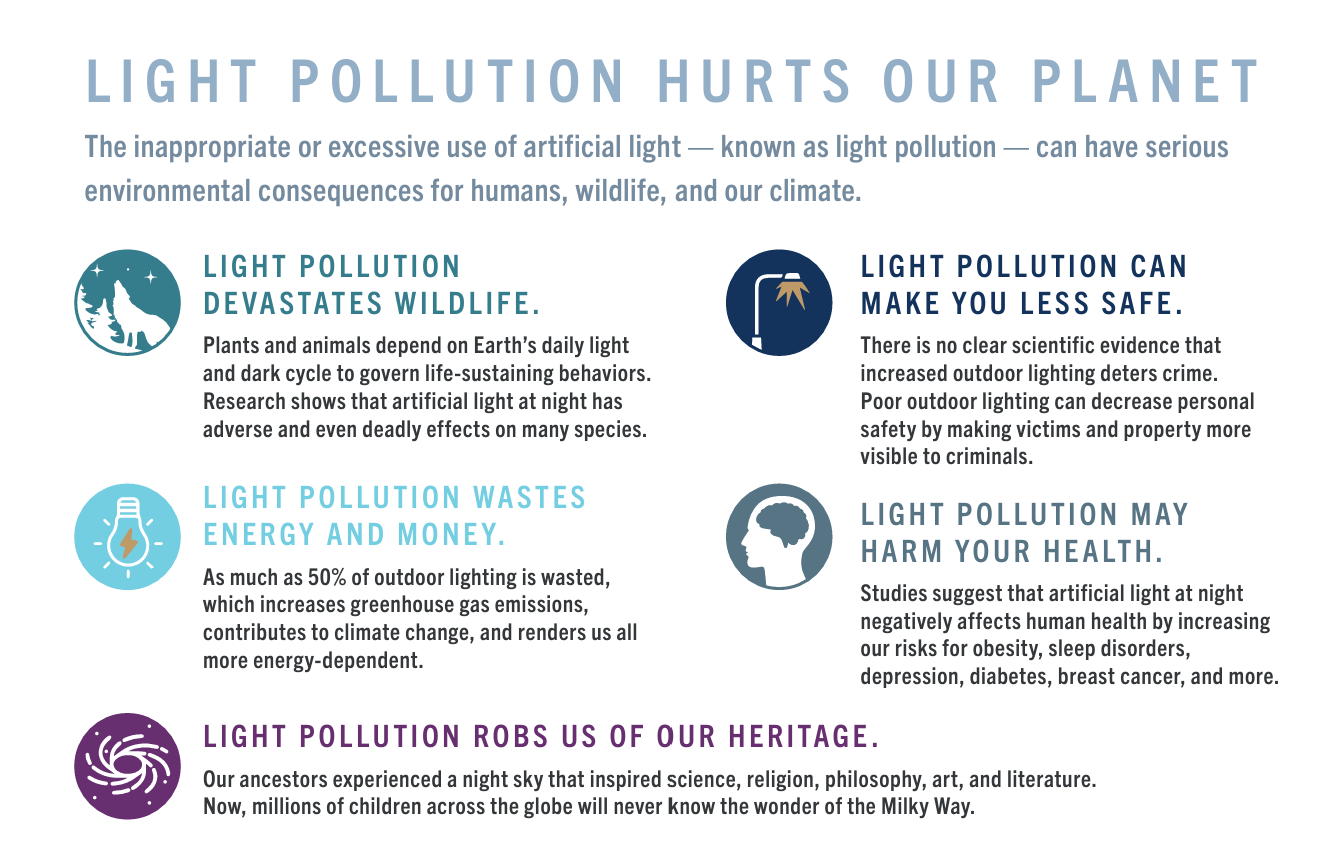 LIGHT POLLUTION HURTS OUR PLANET
The inappropriate or excessive use of artificial light — known as light pollution — can have serious
environmental consequences for humans, wildlife, and our climate.
LIGHT POLLUTION
DEVASTATES WILDLIFE.
Plants and animals depend on Earth’s daily light
and dark cycle to govern life-sustaining behaviors.
Research shows that artificial light at night has
adverse and even deadly effects on many species.
LIGHT POLLUTION CAN
MAKE YOU LESS SAFE.
There is no clear scientific evidence that
increased outdoor lighting deters crime.
Poor outdoor lighting can decrease personal
safety by making victims and property more
visible to criminals.
LIGHT POLLUTION WASTES
ENERGY AND MONEY.
As much as 50% of outdoor lighting is wasted,
which increases greenhouse gas emissions,
contributes to climate change, and renders us all
more energy-dependent.
LIGHT POLLUTION MAY
HARM YOUR HEALTH.
Studies suggest that artificial light at night
negatively affects human health by increasing
our risks for obesity, sleep disorders,
depression, diabetes, breast cancer, and more.
LIGHT POLLUTION ROBS US OF OUR HERITAGE.
Our ancestors experienced a night sky that inspired science, religion, philosophy, art, and literature.
Now, millions of children across the globe will never know the wonder of the Milky Way.